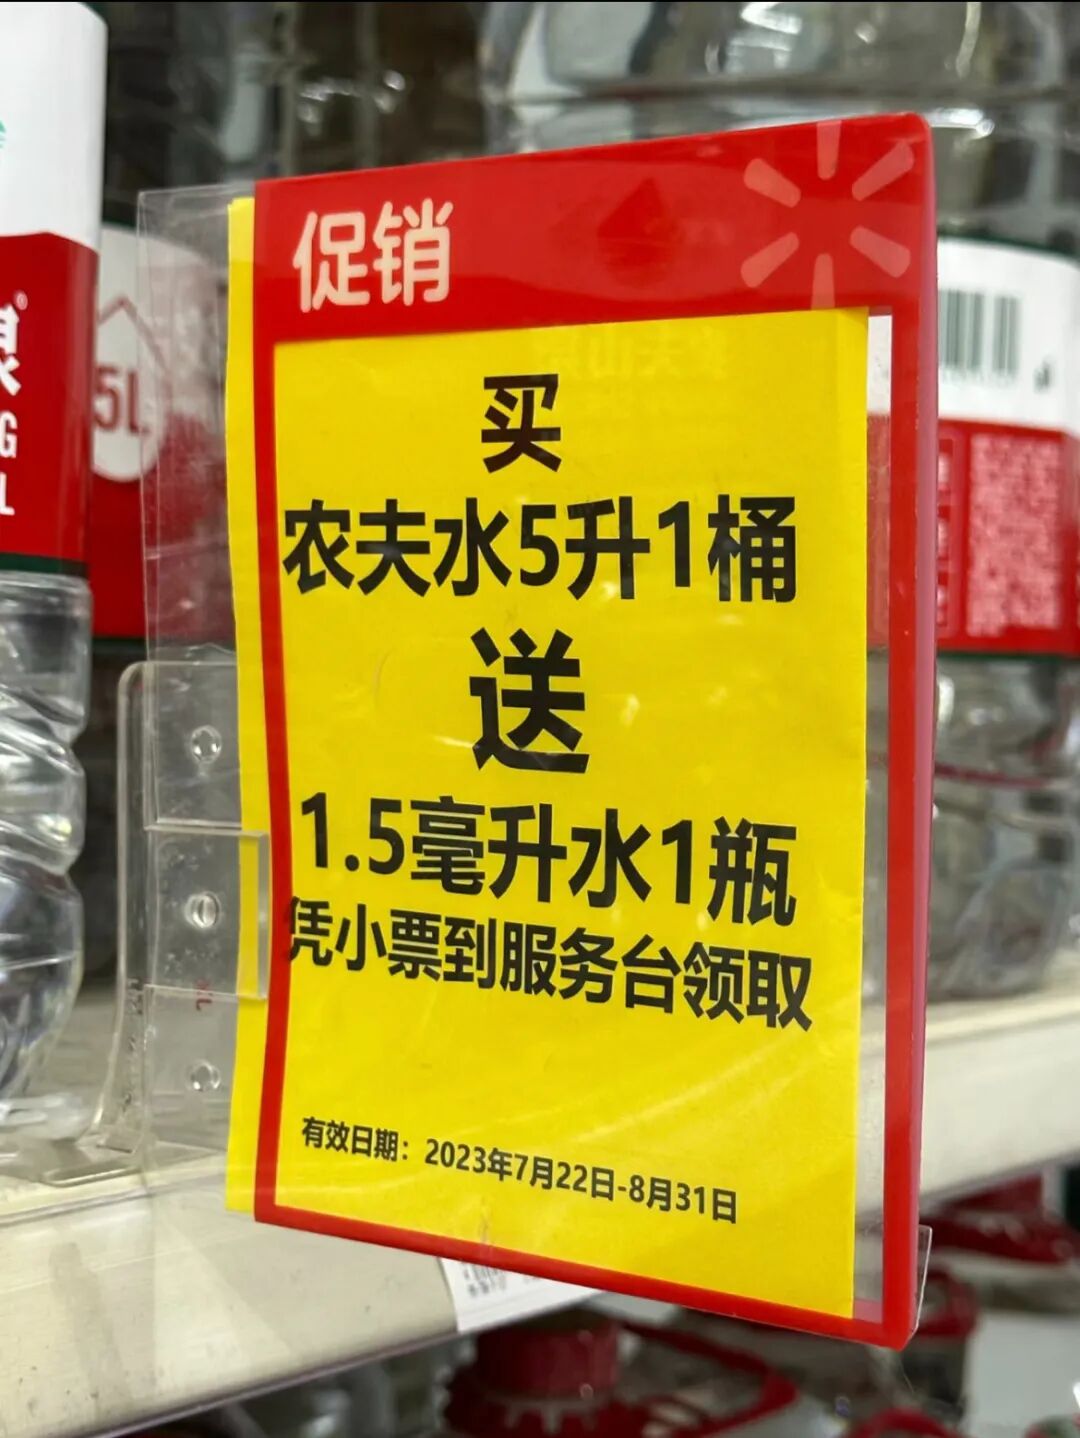 促销
买
农夫水5升1桶
送
1.5毫升水1瓶
凭小票到服务台领取
有效日期：2023年7月22日-8月31日
5L
G
L